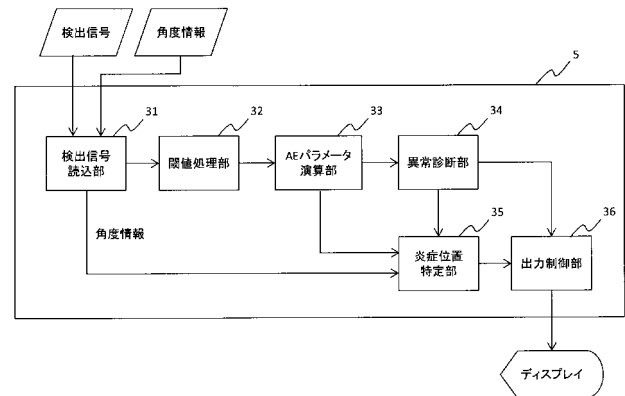 検出信号
角度情報
5
31
32
33
34
検出信号
読込部
閾値処理部
AEパラメータ
演算部
異常診断部
35
36
角度情報
炎症位置
特定部
出力制御部
ディスプレイ